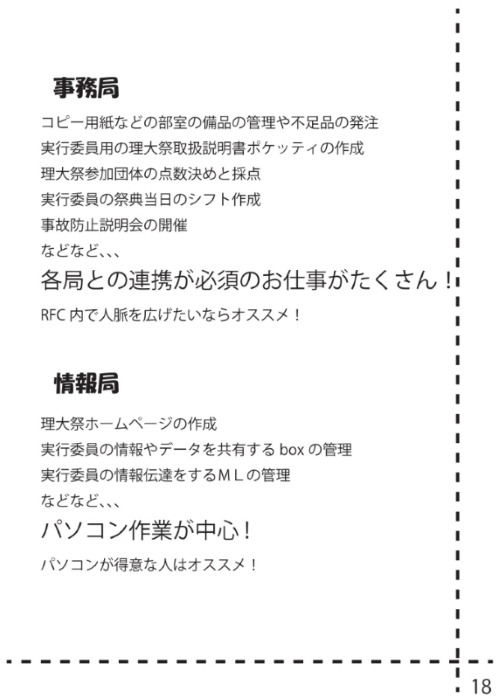 事務局
コピー用紙などの部室の備品の管理や不足品の発注
実行委員用の理大祭取扱説明書ポケッティの作成
理大祭参加団体の点数決めと採点
実行委員の祭典当日のシフト作成
事故防止説明会の開催
などなど、、、
各局との連携が必須のお仕事がたくさん！
RFC 内で人脈を広げたいならオススメ！
情報局
理大祭ホームページの作成
実行委員の情報やデータを共有する box の管理
実行委員の情報伝達をするＭＬの管理
などなど、、、
パソコン作業が中心！
パソコンが得意な人はオススメ！
18